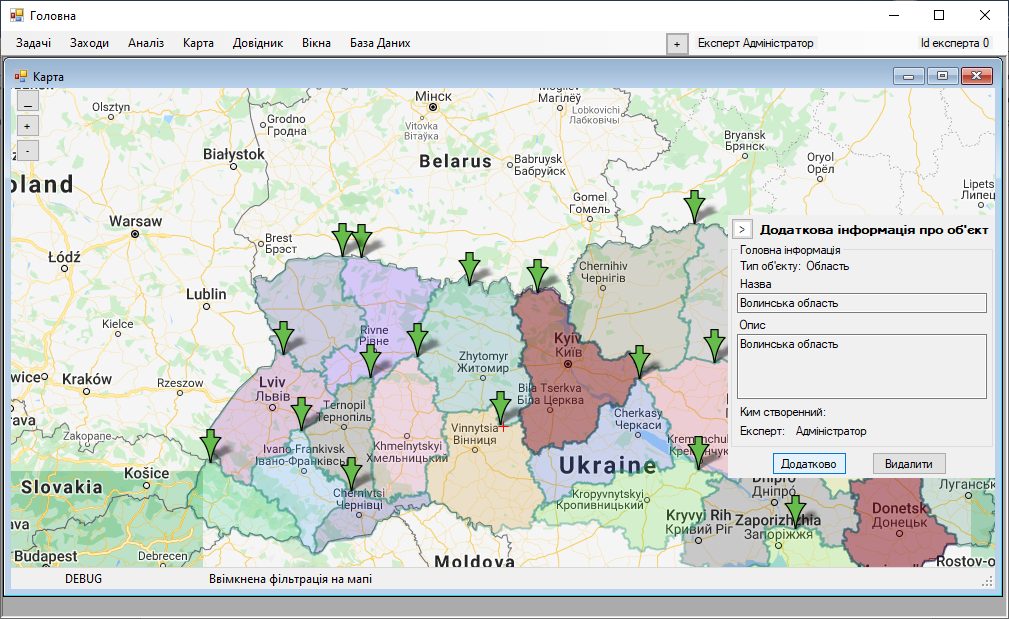 Головна
Задачі Заходи Аналіз Карта Довідник Вікна База Даних + Експерт Адміністратор Id експерта 0
Карта
Olsztyn
Мінск
Магілёў
Grodno
Гродна
Vitovka
Вітаўка
Lobkovichi
Лабковічы
Bryansk
Брянск
Białystok
Belarus
Babruysk
Бабруйск
Oryol
Орёл
oland
Gomel
Гомель
Lipets
Липец
Warsaw
Brest
Брэст
Łódź
> Додаткова інформація про об'єкт
Головна інформація
Тип об'єкту: Область
Назва
Волинська область
Опис
Волинська область
Ким створенний:
Експерт: Адміністратор
Додатково Видалити
Chernihiv
Чернігів
Lublin
Kielce
Rivne
Рівне
Kyiv
Київ
Zhytomyr
Житомир
wice
Kraków
Rzeszow
Lviv
Львів
Bila Tserkva
Біла Церква
Ternopil
Тернопіль
Cherkasy
Черкаси
Vinnytsia
Вінниця
Zakopane
Ivano-Frankivsk
Івано-Франківськ
Khmelnytskyi
Хмельницький
Kremenchuk
Кременчук
Košice
Ukraine
Slovakia
Chernivtsi
Чернівці
Kropyvnytskyi
Кропивницький
Dnipro
Дніпро
Луганськ
Kryvyi Rih
Кривий Ріг
Zaporizhzhia
Запоріжжя
Donetsk
Донецьк
ava
Budapest
Debrecen
Moldova
Rostov-o
DEBUG Ввімкнена фільтрація на мапі